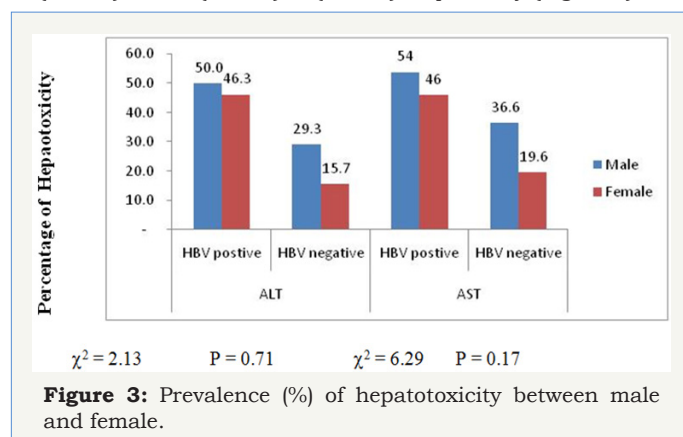 Percentage of Hepaotoxicity
60.0
50.0
40.0
30.0
20.0
10.0
-
50.0
46.3
29.3
15.7
54
46
36.6
19.6
HBV postive
HBV negative
HBV postive
HBV negative
ALT
AST
Male
Female
χ² = 2.13 P = 0.71 χ² = 6.29 P = 0.17
Figure 3: Prevalence (%) of hepatotoxicity between male
and female.